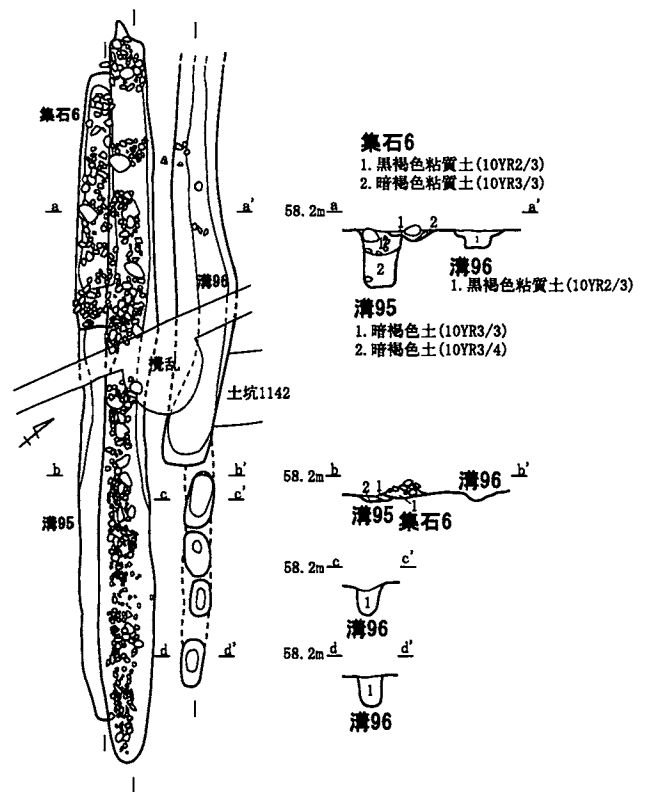 集石6
a
a'
溝96
攪乱
土坑1142
b
b'
c
c'
溝95
d
d'
集石6
1.黒褐色粘質土(10YR2/3)
2.暗褐色粘質土(10YR3/3)
58.2m a
a'
1
2
1
2
1
溝96
1.黒褐色粘質土(10YR2/3)
溝95
1.暗褐色土(10YR3/3)
2.暗褐色土(10YR3/4)
58.2m b
b'
2 1
溝96
溝95
1
集石6
58.2m c
c'
1
溝96
58.2m d
d'
1
溝96